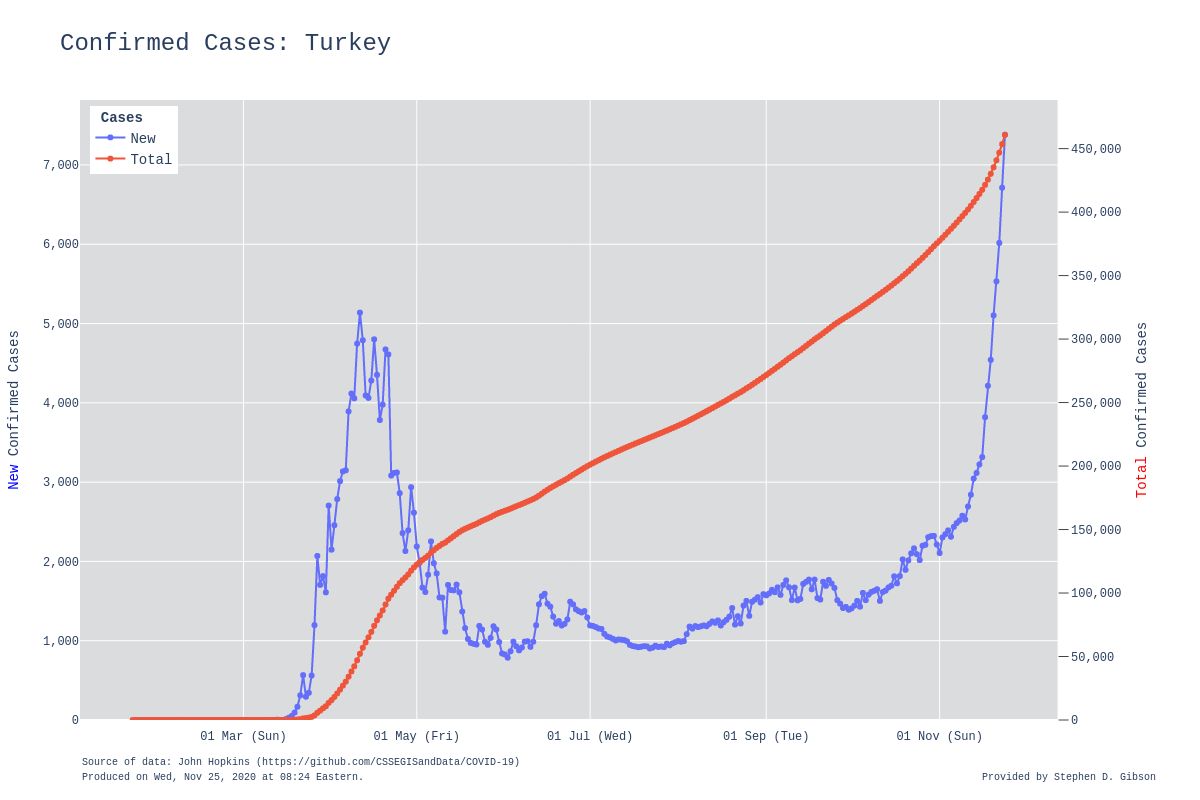 Confirmed Cases: Turkey
Cases
New
Total
7,000
6,000
5,000
4,000
3,000
2,000
1,000
0
New Confirmed Cases
450,000
400,000
350,000
300,000
250,000
200,000
150,000
100,000
50,000
0
Total Confirmed Cases
01 Mar (Sun)
01 May (Fri)
01 Jul (Wed)
01 Sep (Tue)
01 Nov (Sun)
Source of data: John Hopkins (https://github.com/CSSEGISandData/COVID-19)
Produced on Wed, Nov 25, 2020 at 08:24 Eastern.
Provided by Stephen D. Gibson